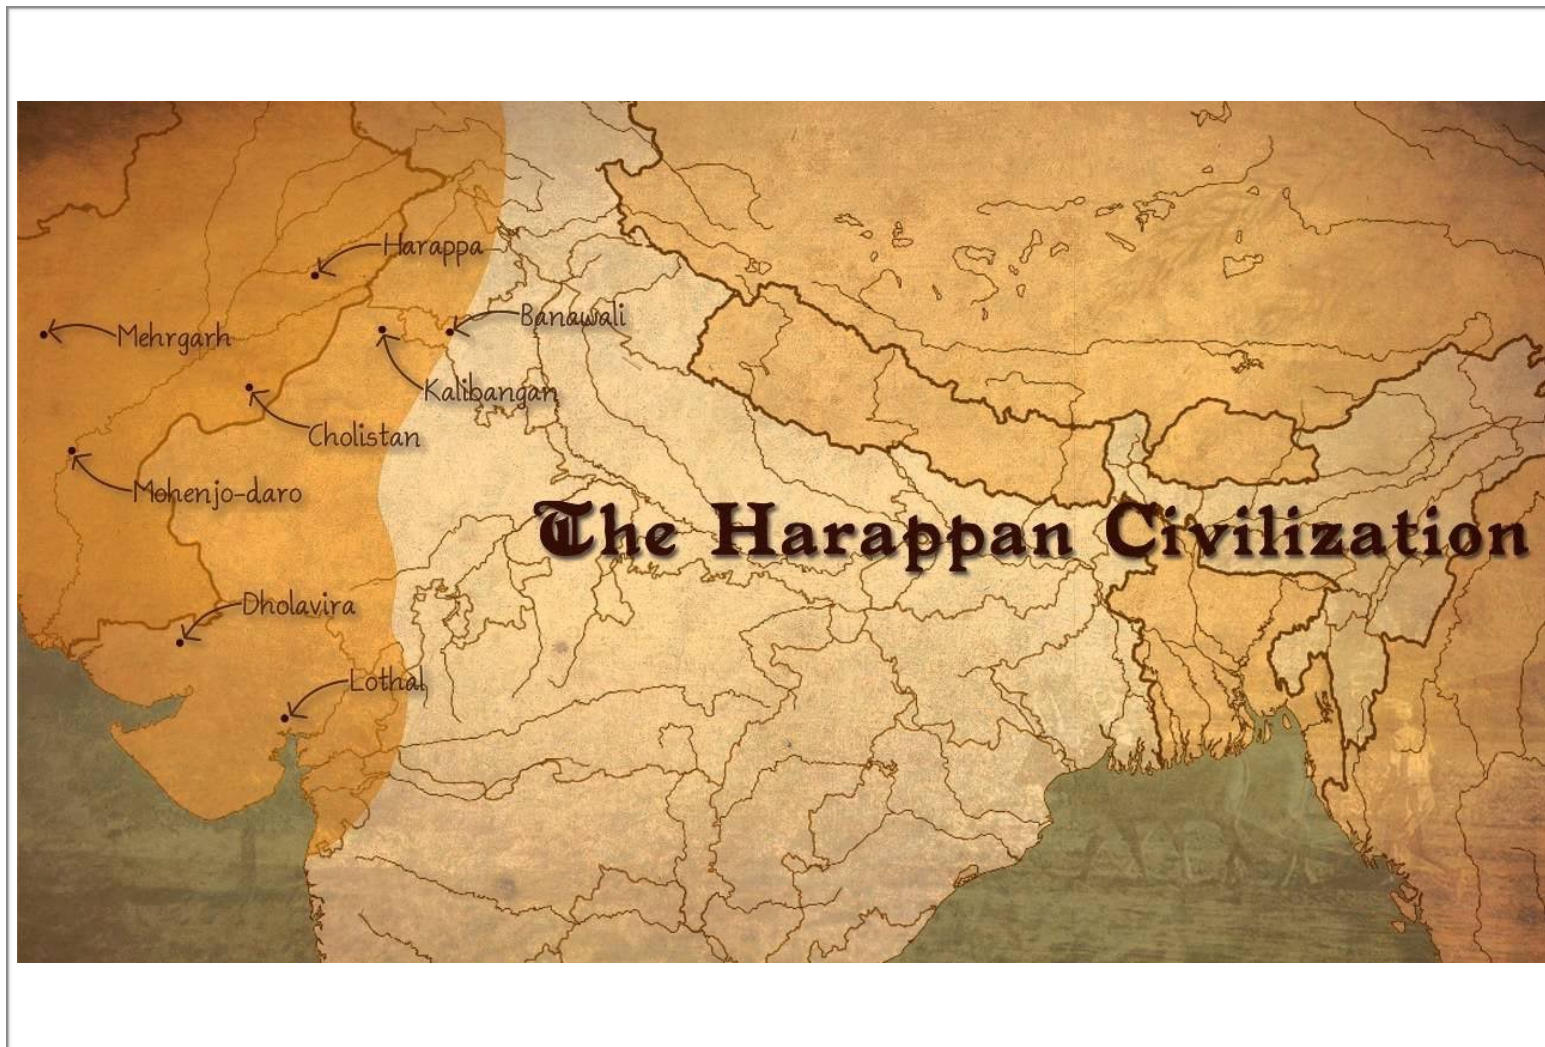 Harappa
Banawali
Mehrgarh
Kalibangan
Cholistan
Mohenjo-daro
The Harappan Civilization
Dholavira
Lothal